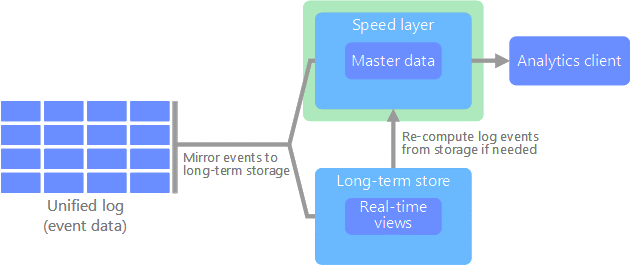 Speed layer
Master data
Analytics client
Re-compute log events
from storage if needed
Mirror events to
long-term storage
Long-term store
Real-time
views
Unified log
(event data)